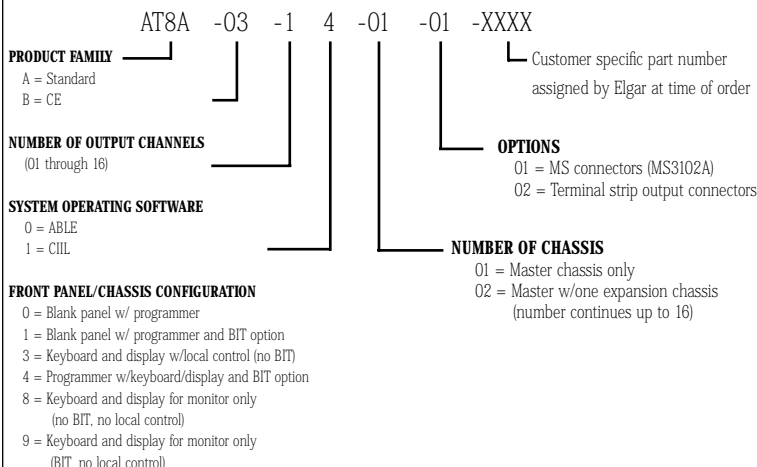 AT8A -03 -1 4 -01 -01 -XXXX
PRODUCT FAMILY
A = Standard
B = CE
NUMBER OF OUTPUT CHANNELS
(01 through 16)
SYSTEM OPERATING SOFTWARE
0 = ABLE
1 = CIIL
FRONT PANEL/CHASSIS CONFIGURATION
0 = Blank panel w/ programmer
1 = Blank panel w/ programmer and BIT option
3 = Keyboard and display w/local control (no BIT)
4 = Programmer w/keyboard/display and BIT option
8 = Keyboard and display for monitor only
(no BIT, no local control)
9 = Keyboard and display for monitor only
(BIT, no local control)
Customer specific part number
assigned by Elgar at time of order
OPTIONS
01 = MS connectors (MS3102A)
02 = Terminal strip output connectors
NUMBER OF CHASSIS
01 = Master chassis only
02 = Master w/one expansion chassis
(number continues up to 16)